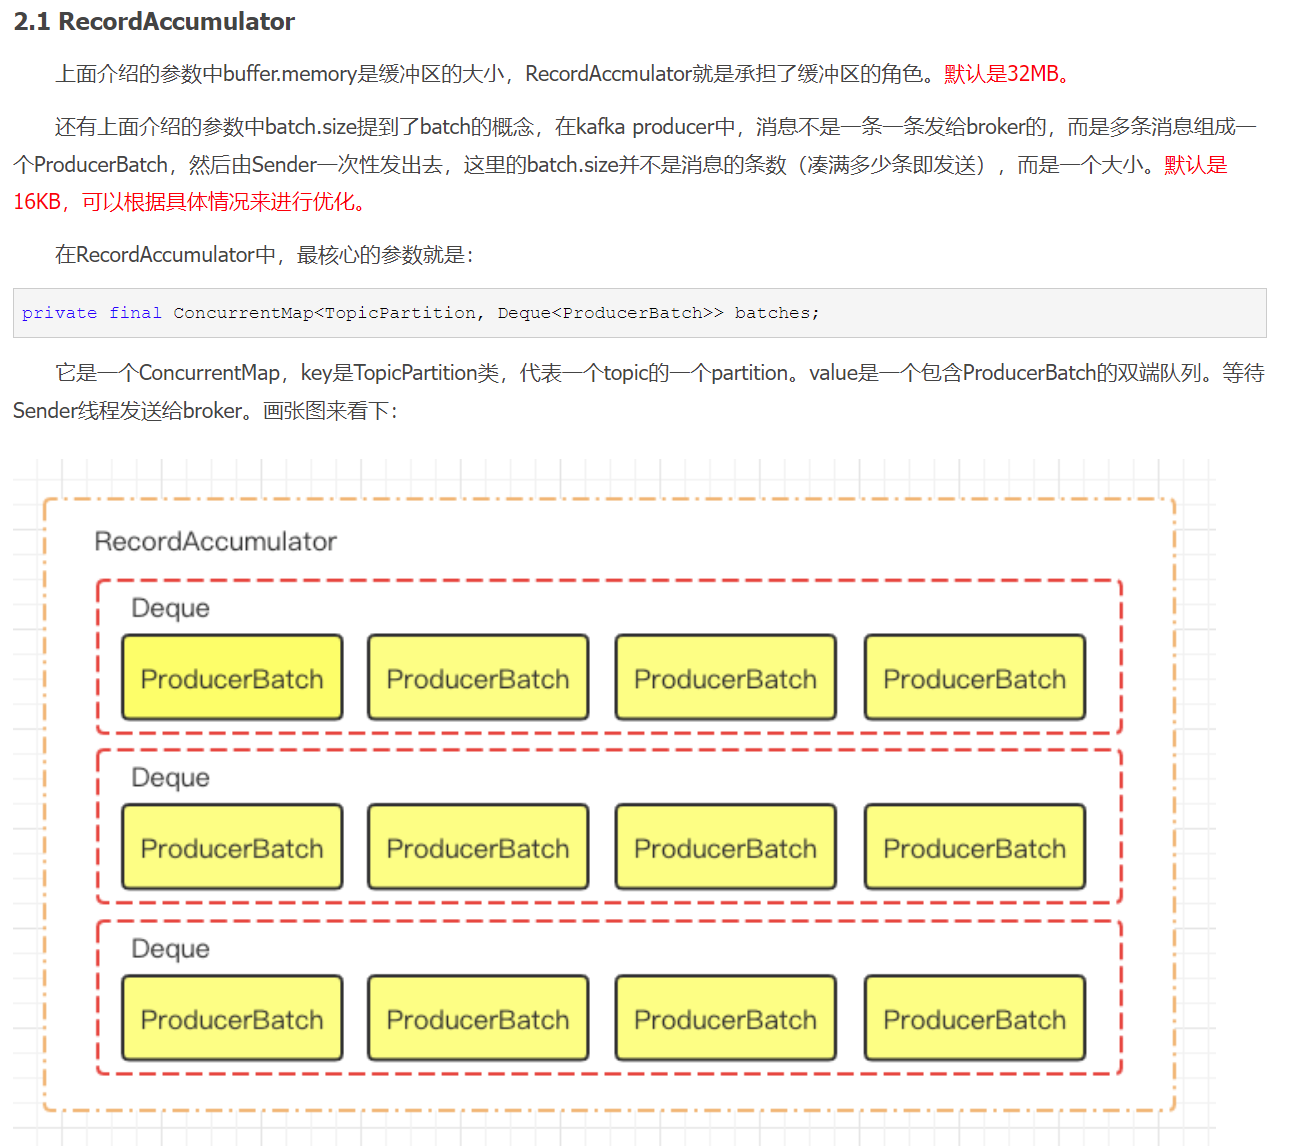 2.1 RecordAccumulator
上面介绍的参数中buffer.memory是缓冲区的大小，RecordAccmulator就是承担了缓冲区的角色。默认是32MB。
还有上面介绍的参数中batch.size提到了batch的概念，在kafka producer中，消息不是一条一条发给broker的，而是多条消息组成一
个ProducerBatch，然后由Sender一次性发出去，这里的batch.size并不是消息的条数（凑满多少条即发送），而是一个大小。默认是
16KB，可以根据具体情况来进行优化。
在RecordAccumulator中，最核心的参数就是：
private final ConcurrentMap<TopicPartition, Deque<ProducerBatch>> batches;
它是一个ConcurrentMap，key是TopicPartition类，代表一个topic的一个partition。value是一个包含ProducerBatch的双端队列。等待
Sender线程发送给broker。画张图来看下：
RecordAccumulator
Deque
ProducerBatch ProducerBatch ProducerBatch ProducerBatch
Deque
ProducerBatch ProducerBatch ProducerBatch ProducerBatch
Deque
ProducerBatch ProducerBatch ProducerBatch ProducerBatch